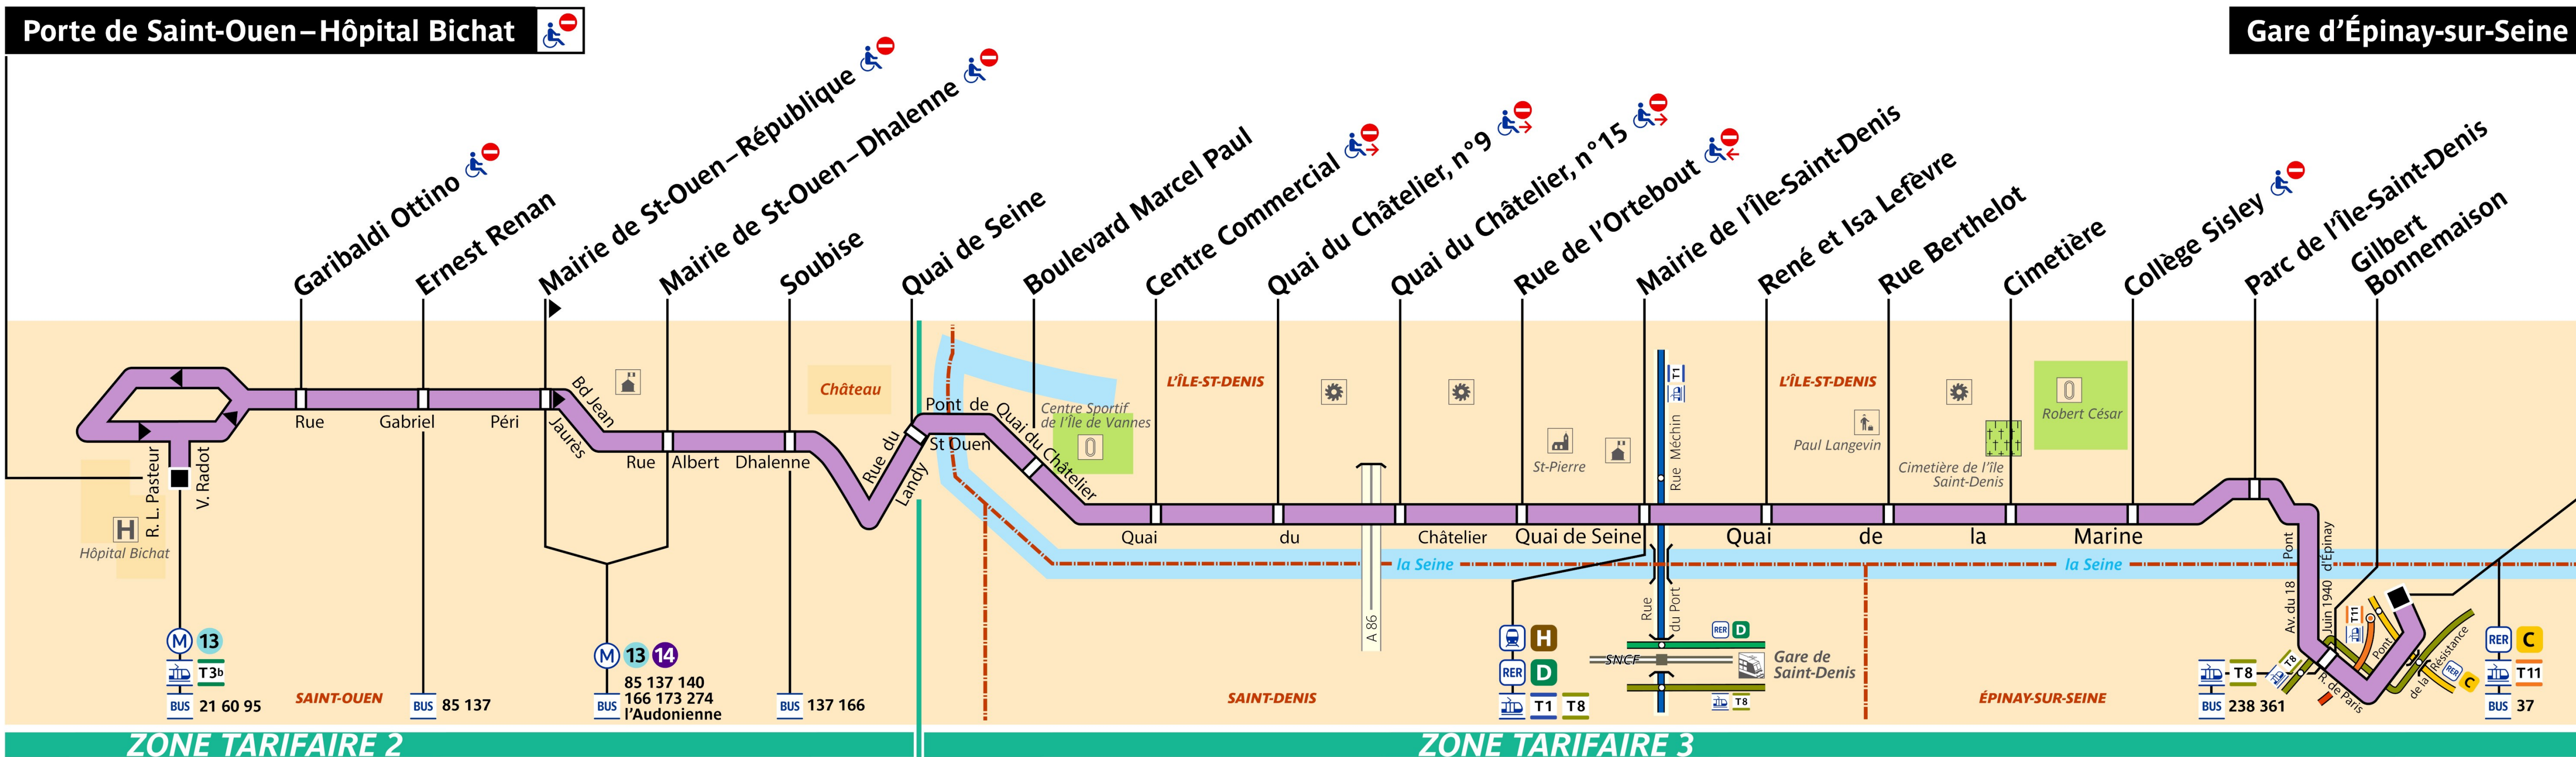 Porte de Saint-Ouen–Hôpital Bichat
Gare d'Épinay-sur-Seine
Garibaldi Ottino
Ernest Renan
Mairie de St-Ouen–République
Mairie de St-Ouen–Dhalenne
Soubise
Quai de Seine
Boulevard Marcel Paul
Centre Commercial
Quai du Châtelier, n°9
Quai du Châtelier, n°15
Rue de l'Ortebout
Mairie de l'Île-Saint-Denis
René et Isa Lefèvre
Rue Berthelot
Cimetière
Collège Sisley
Parc de l'Île-Saint-Denis
Gilbert
Bonnemaison
Rue Gabriel Péri
Bd Jean
Jaurès
Rue Albert Dhalenne
Château
Rue du
Landy
Pont de
St Ouen
Quai du Châtelier
Centre Sportif
de l'Île de Vannes
L'ÎLE-ST-DENIS
L'ÎLE-ST-DENIS
R. L. Pasteur
V. Radot
H
Hôpital Bichat
Quai du Châtelier
Quai de Seine
Quai de la Marine
A 86
St-Pierre
T1
Rue Méchin
Rue
du Port
Paul Langevin
Cimetière de l'île
Saint-Denis
Robert César
la Seine
la Seine
Av. du 18
Juin 1940
Pont
d'Épinay
M 13
T3b
BUS 21 60 95
SAINT-OUEN
BUS 85 137
M 13 14
85 137 140
166 173 274
BUS l'Audonienne
BUS 137 166
SAINT-DENIS
H
RER D
T1 T8
RER D
SNCF
Gare de
Saint-Denis
T8
ÉPINAY-SUR-SEINE
T8
BUS 238 361
T8
T11
R. de Paris
Pont
de la Résistance
RER C
RER C
T11
BUS 37
ZONE TARIFAIRE 2
ZONE TARIFAIRE 3